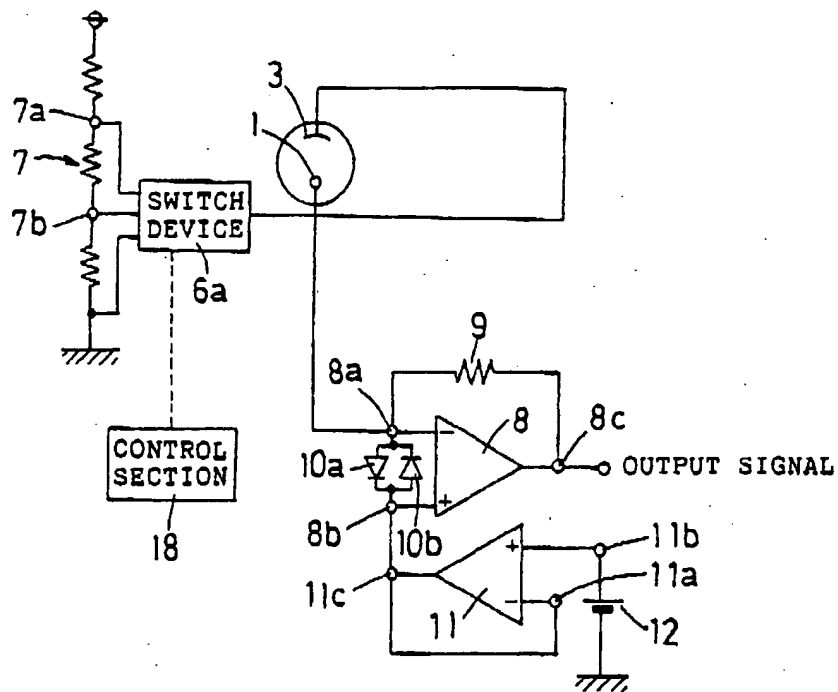 3
1
7a
7
7b
SWITCH
DEVICE
6a
9
8a
8
8c
CONTROL
SECTION
18
10a
OUTPUT SIGNAL
8b
10b
11b
11c
11a
11
12